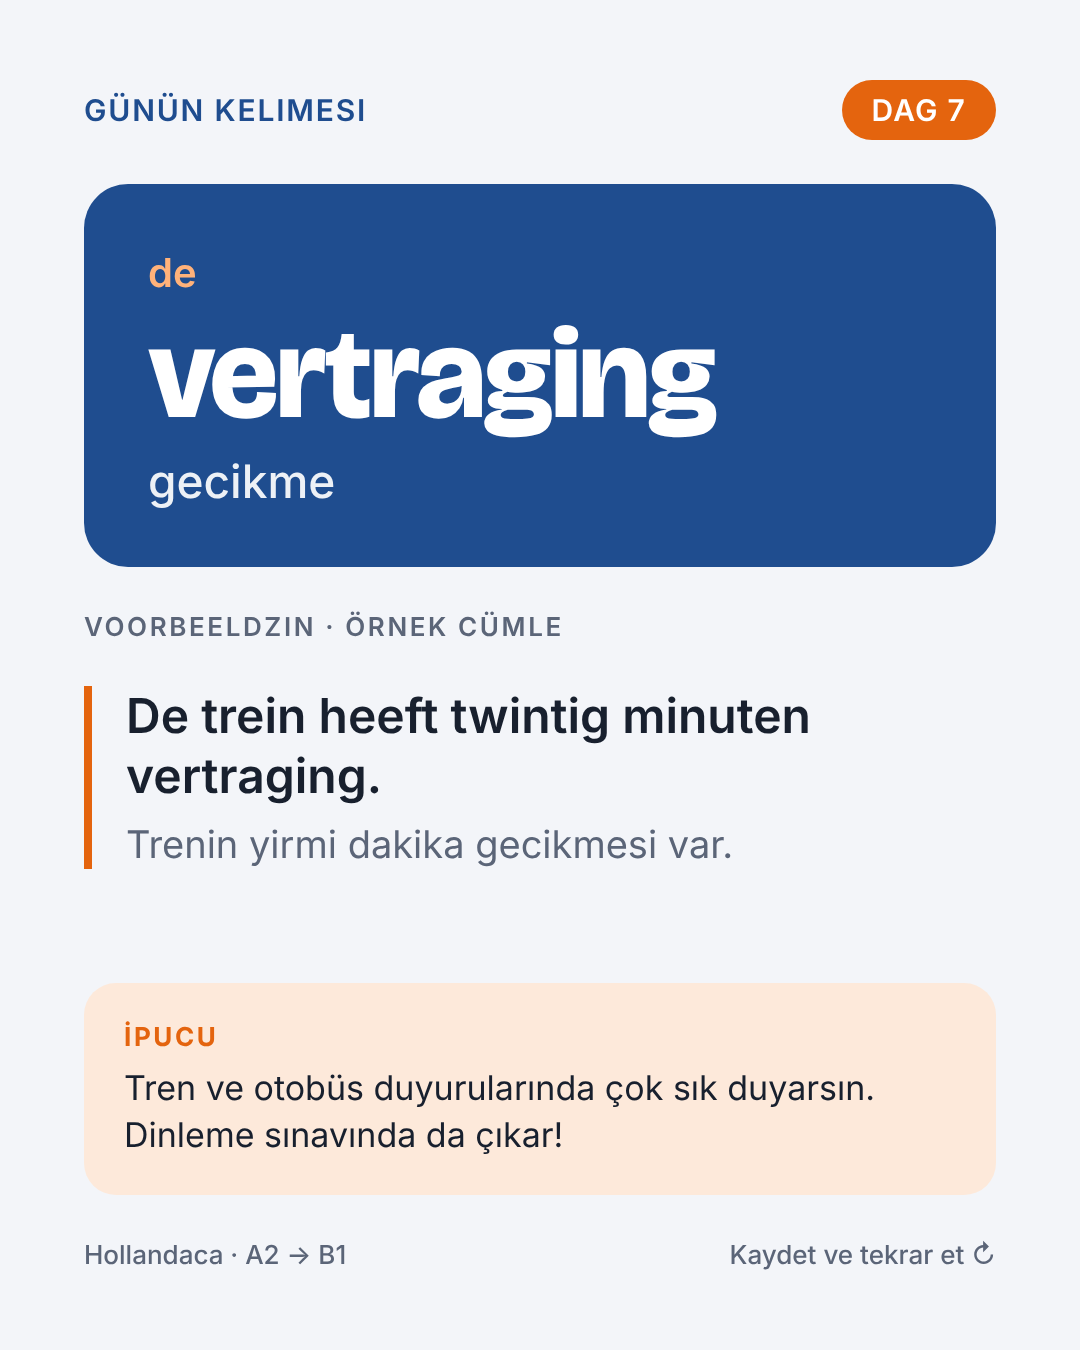 GÜNÜN KELIMESI
DAG 7
de
vertraging
gecikme
VOORBEELDZIN · ÖRNEK CÜMLE
De trein heeft twintig minuten
vertraging.
Trenin yirmi dakika gecikmesi var.
İPUCU
Tren ve otobüs duyurularında çok sık duyarsın.
Dinleme sınavında da çıkar!
Hollandaca · A2 → B1
Kaydet ve tekrar et ↻